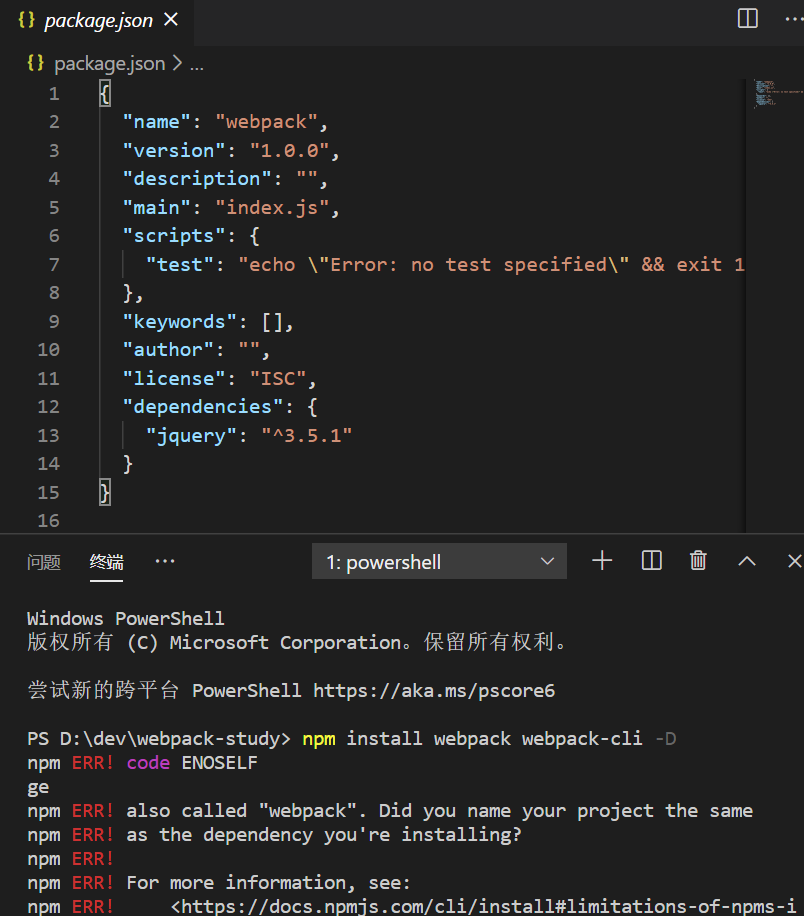 {} package.json ×
{} package.json > ...
1 {
2 "name": "webpack",
3 "version": "1.0.0",
4 "description": "",
5 "main": "index.js",
6 "scripts": {
7 "test": "echo \"Error: no test specified\" && exit 1
8 },
9 "keywords": [],
10 "author": "",
11 "license": "ISC",
12 "dependencies": {
13 "jquery": "^3.5.1"
14 }
15 }
16
问题 终端 ··· 1: powershell
Windows PowerShell
版权所有 (C) Microsoft Corporation。保留所有权利。
尝试新的跨平台 PowerShell https://aka.ms/pscore6
PS D:\dev\webpack-study> npm install webpack webpack-cli -D
npm ERR! code ENOSELF
ge
npm ERR! also called "webpack". Did you name your project the same
npm ERR! as the dependency you're installing?
npm ERR!
npm ERR! For more information, see:
npm ERR! <https://docs.npmjs.com/cli/install#limitations-of-npms-i